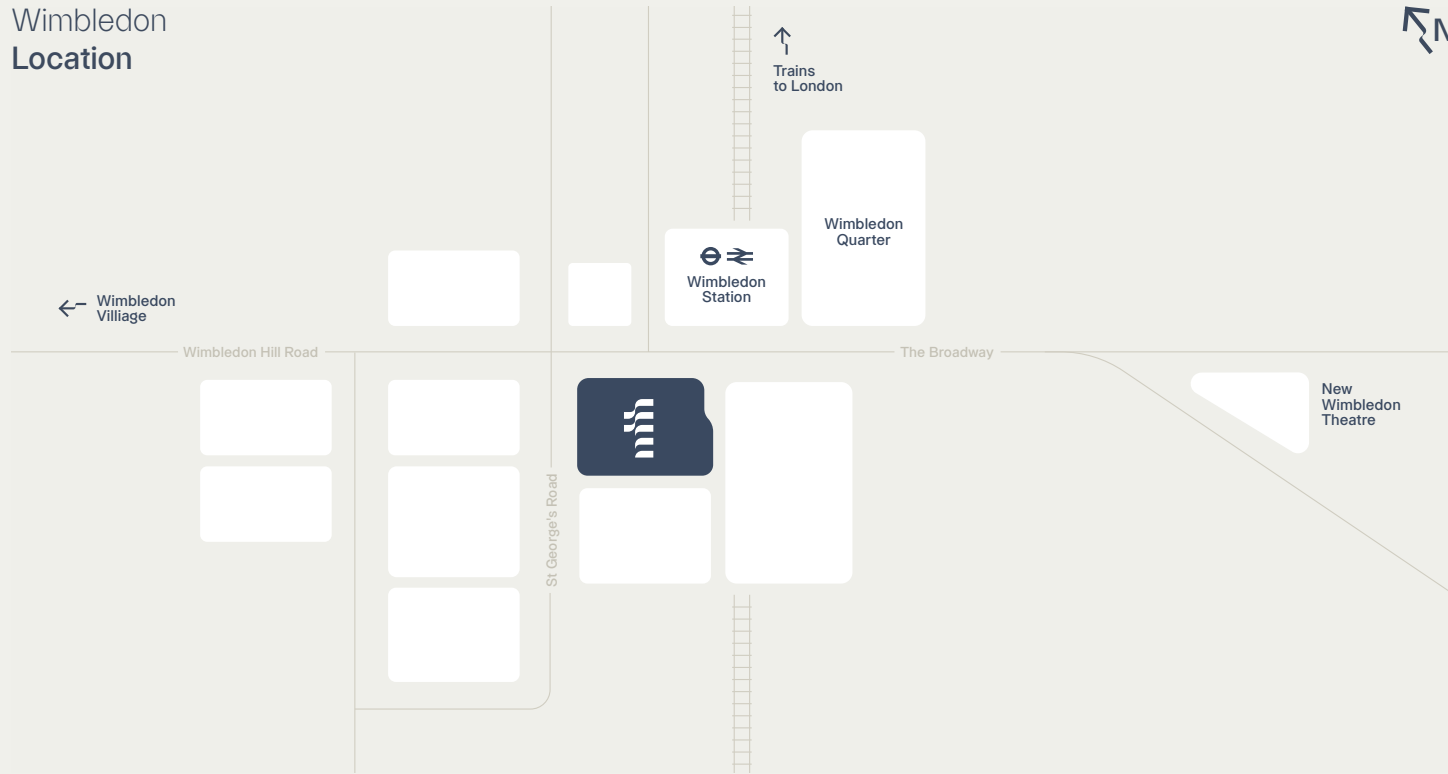 Wimbledon
Location
N
Trains
to London
Wimbledon
Quarter
Wimbledon
Station
Wimbledon
Villiage
Wimbledon Hill Road
The Broadway
New
Wimbledon
Theatre
St George's Road